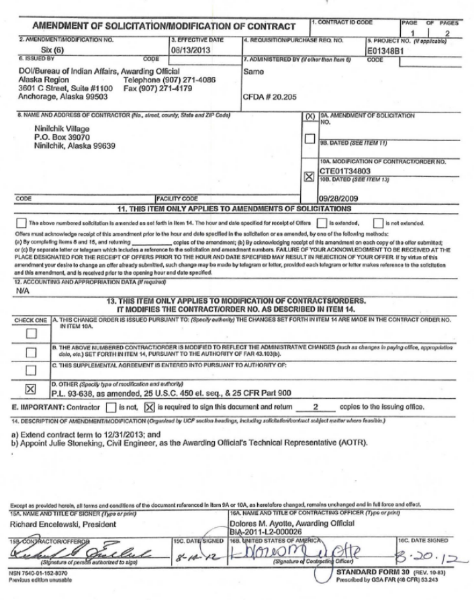 AMENDMENT OF SOLICITATION/MODIFICATION OF CONTRACT
1. CONTRACT ID CODE
PAGE OF PAGES
1 2
2. AMENDMENT/MODIFICATION NO.
Six (6)
3. EFFECTIVE DATE
08/13/2013
4. REQUISITION/PURCHASE REQ. NO.
5. PROJECT NO. (If applicable)
E01348B1
6. ISSUED BY CODE
DOI/Bureau of Indian Affairs, Awarding Official
Alaska Region Telephone (907) 271-4086
3601 C Street, Suite #1100 Fax (907) 271-4179
Anchorage, Alaska 99503
7. ADMINISTERED BY (If other than Item 6) CODE
Same
CFDA # 20.205
8. NAME AND ADDRESS OF CONTRACTOR (No., street, county, State and ZIP Code)
Ninilchik Village
P.O. Box 39070
Ninilchik, Alaska 99639
CODE FACILITY CODE
(X) 9A. AMENDMENT OF SOLICITATION NO.
9B. DATED (SEE ITEM 11)
X 10A. MODIFICATION OF CONTRACT/ORDER NO.
CTE01T34803
10B. DATED (SEE ITEM 13)
09/28/2009
11. THIS ITEM ONLY APPLIES TO AMENDMENTS OF SOLICITATIONS
The above numbered solicitation is amended as set forth in Item 14. The hour and date specified for receipt of Offers is extended, is not extended.
Offers must acknowledge receipt of this amendment prior to the hour and date specified in the solicitation or as amended, by one of the following methods:
(a) By completing Items 8 and 15, and returning copies of the amendment; (b) By acknowledging receipt of this amendment on each copy of the offer submitted;
or (c) By separate letter or telegram which includes a reference to the solicitation and amendment numbers. FAILURE OF YOUR ACKNOWLEDGMENT TO BE RECEIVED AT THE
PLACE DESIGNATED FOR THE RECEIPT OF OFFERS PRIOR TO THE HOUR AND DATE SPECIFIED MAY RESULT IN REJECTION OF YOUR OFFER. If by virtue of this
amendment your desire to change an offer already submitted, such change may be made by telegram or letter, provided each telegram or letter makes reference to the solicitation
and this amendment, and is received prior to the opening hour and date specified.
12. ACCOUNTING AND APPROPRIATION DATA (If required)
N/A
13. THIS ITEM ONLY APPLIES TO MODIFICATION OF CONTRACTS/ORDERS.
IT MODIFIES THE CONTRACT/ORDER NO. AS DESCRIBED IN ITEM 14.
CHECK ONE
A. THIS CHANGE ORDER IS ISSUED PURSUANT TO: (Specify authority) THE CHANGES SET FORTH IN ITEM 14 ARE MADE IN THE CONTRACT ORDER NO. IN ITEM 10A.
B. THE ABOVE NUMBERED CONTRACT/ORDER IS MODIFIED TO REFLECT THE ADMINISTRATIVE CHANGES (such as changes in paying office, appropriation
date, etc.) SET FORTH IN ITEM 14, PURSUANT TO THE AUTHORITY OF FAR 43.103(b).
C. THIS SUPPLEMENTAL AGREEMENT IS ENTERED INTO PURSUANT TO AUTHORITY OF:
X D. OTHER (Specify type of modification and authority)
P.L. 93-638, as amended, 25 U.S.C. 450 et. seq., & 25 CFR Part 900
E. IMPORTANT: Contractor is not, X is required to sign this document and return 2 copies to the issuing office.
14. DESCRIPTION OF AMENDMENT/MODIFICATION (Organized by UCF section headings, including solicitation/contract subject matter where feasible.)
a) Extend contract term to 12/31/2013; and
b) Appoint Julie Stoneking, Civil Engineer, as the Awarding Official's Technical Representative (AOTR).
Except as provided herein, all terms and conditions of the document referenced in Item 9A or 10A, as heretofore changed, remains unchanged and in full force and effect.
15A. NAME AND TITLE OF SIGNER (Type or print)
Richard Encelewski, President
16A. NAME AND TITLE OF CONTRACTING OFFICER (Type or print)
Dolores M. Ayotte, Awarding Official
BIA-2011-L2-000026
15B. CONTRACTOR/OFFEROR
(Signature of person authorized to sign)
15C. DATE SIGNED
16B. UNITED STATES OF AMERICA
Dolores M Ayotte
(Signature of Contracting Officer)
16C. DATE SIGNED
8-20-12
NSN 7540-01-152-8070
Previous edition unusable
STANDARD FORM 30 (REV. 10-83)
Prescribed by GSA FAR (48 CFR) 53.243